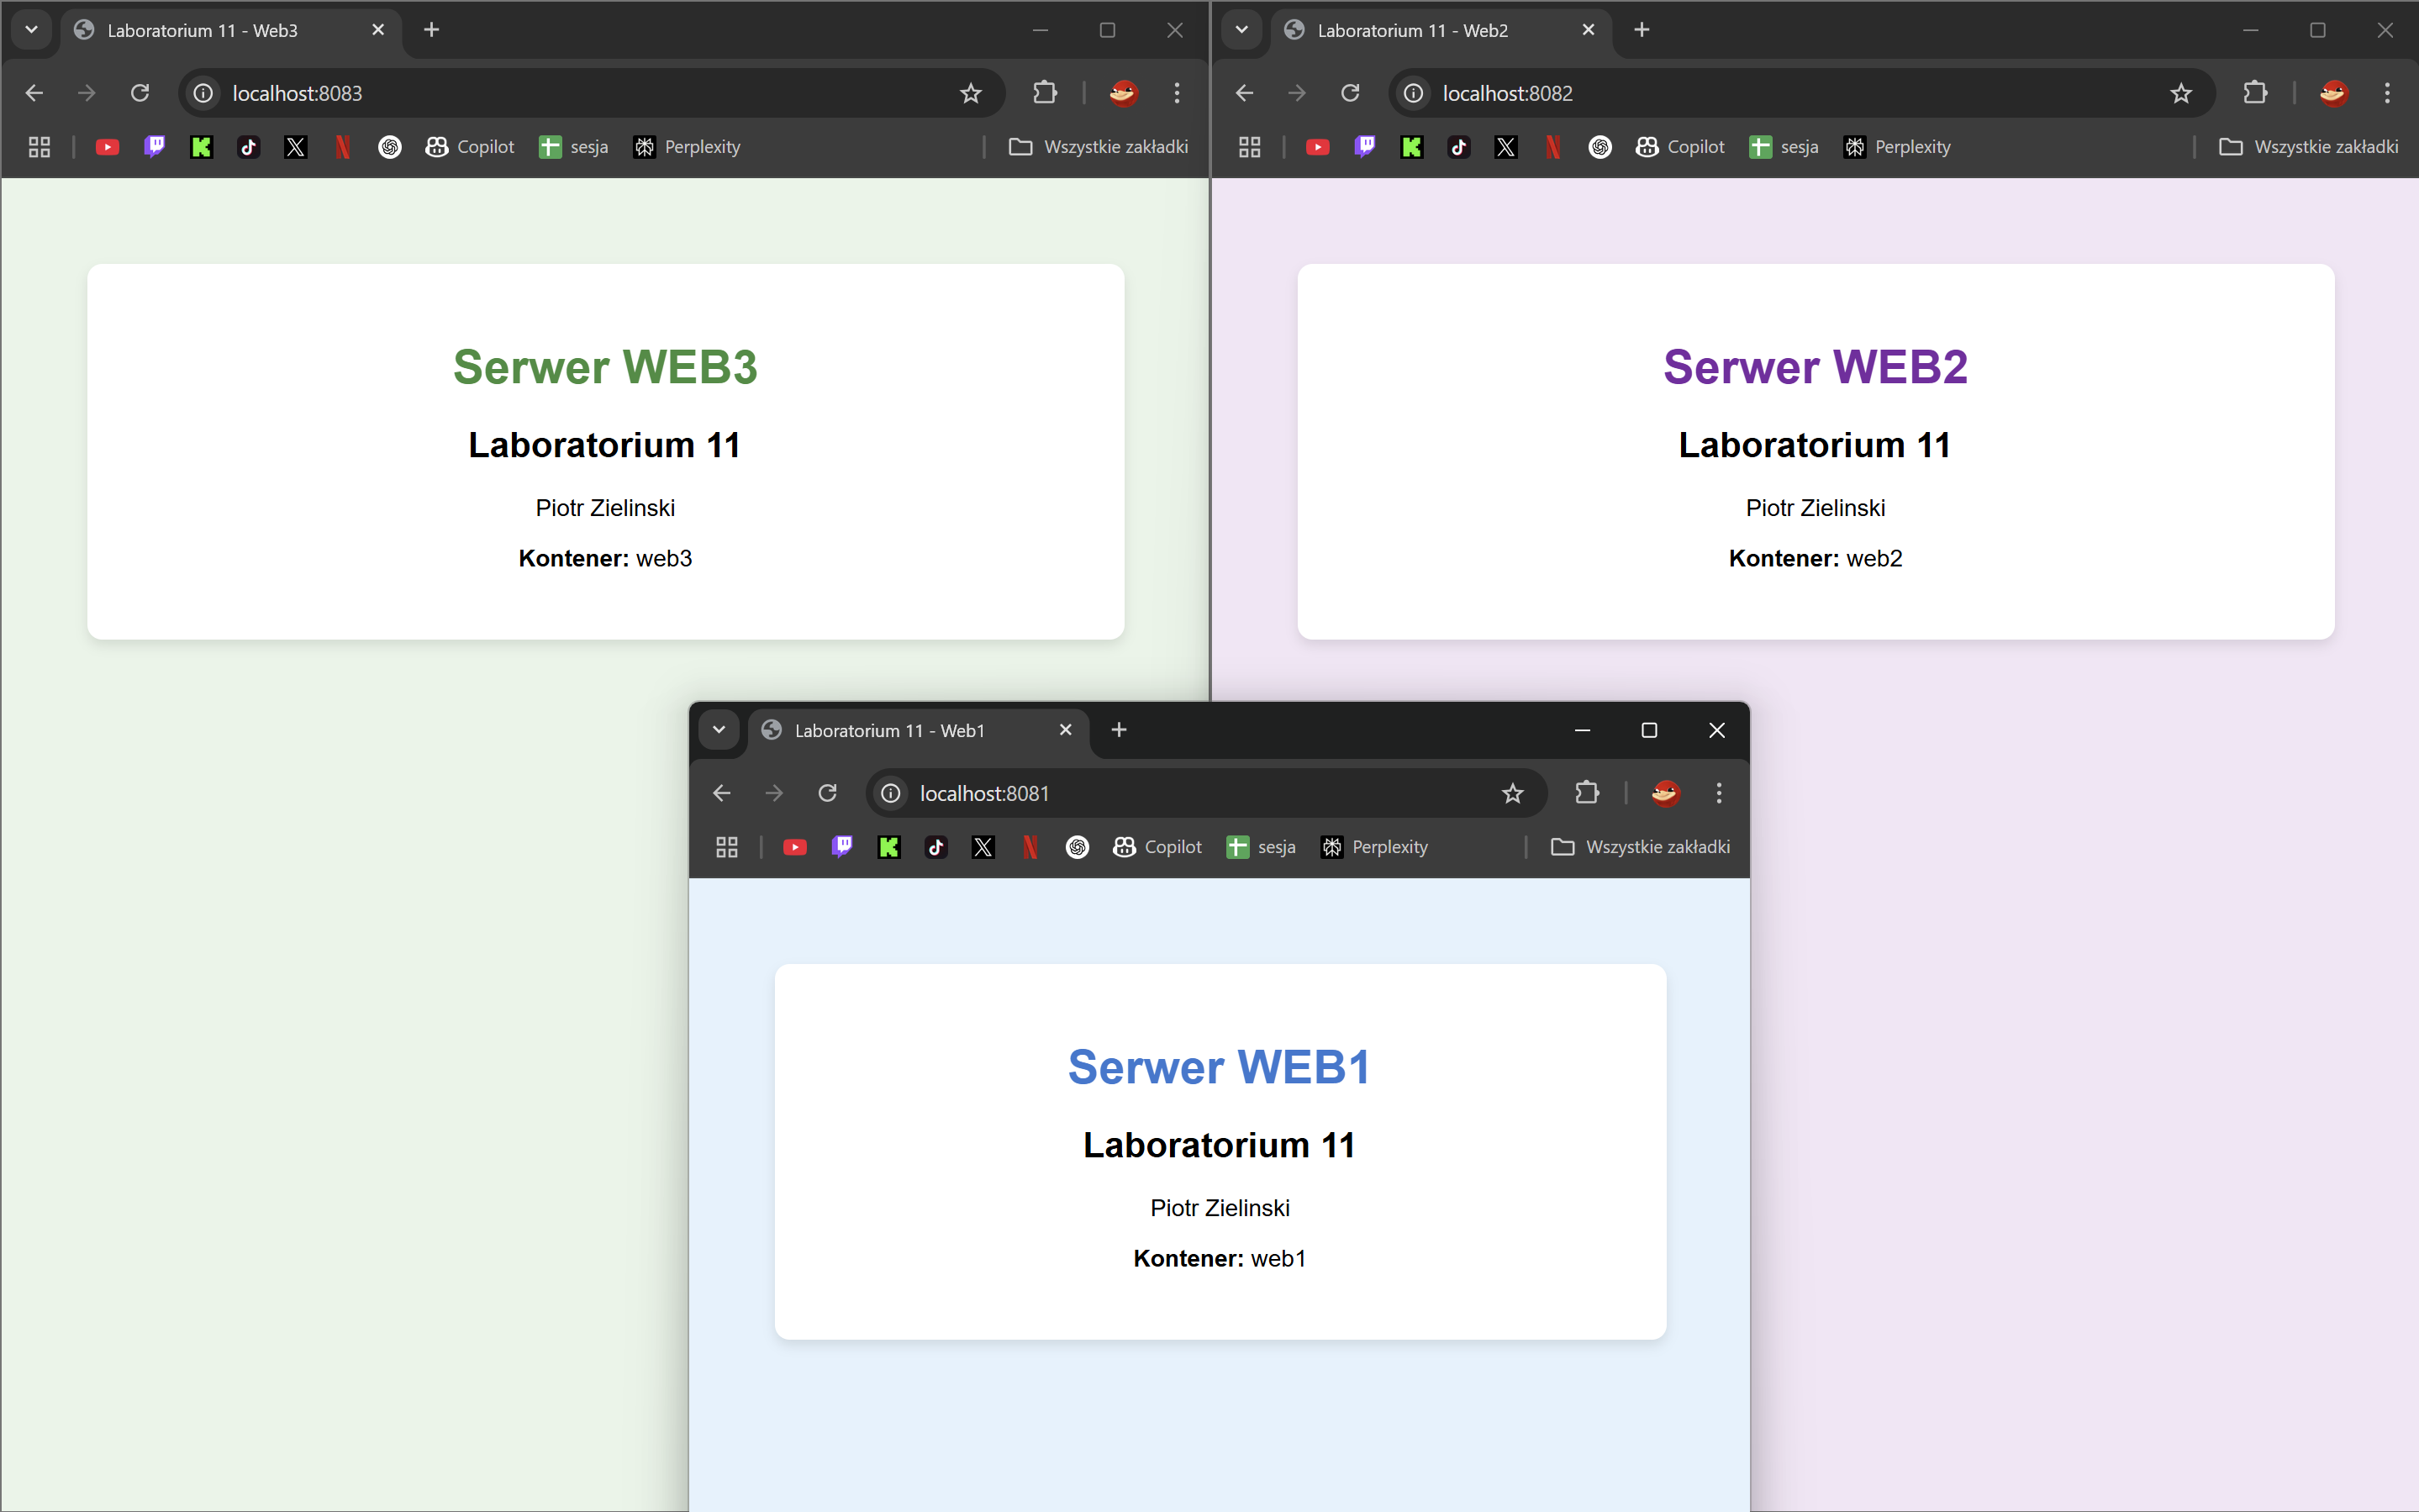 Laboratorium 11 - Web3
localhost:8083
Copilot sesja Perplexity Wszystkie zakładki
Serwer WEB3
Laboratorium 11
Piotr Zielinski
Kontener: web3
Laboratorium 11 - Web2
localhost:8082
Copilot sesja Perplexity Wszystkie zakładki
Serwer WEB2
Laboratorium 11
Piotr Zielinski
Kontener: web2
Laboratorium 11 - Web1
localhost:8081
Copilot sesja Perplexity Wszystkie zakładki
Serwer WEB1
Laboratorium 11
Piotr Zielinski
Kontener: web1